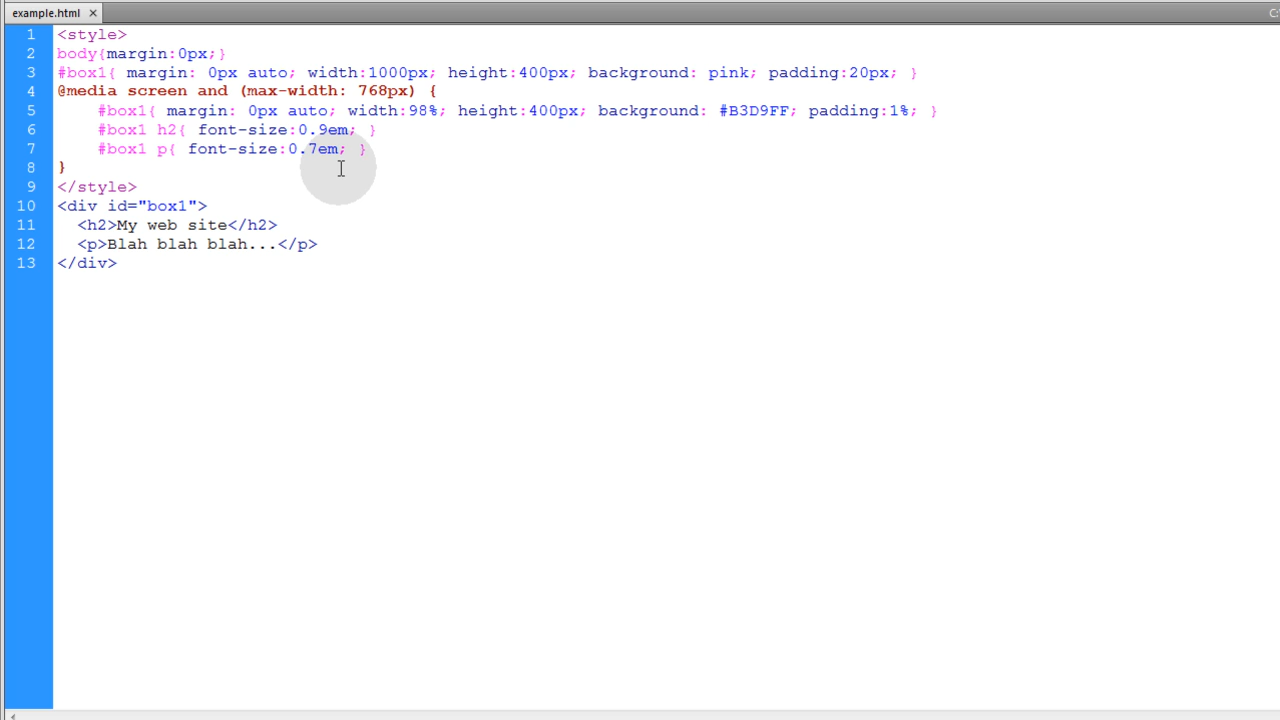 example.html ×
C:
1 <style>
2 body{margin:0px;}
3 #box1{ margin: 0px auto; width:1000px; height:400px; background: pink; padding:20px; }
4 @media screen and (max-width: 768px) {
5     #box1{ margin: 0px auto; width:98%; height:400px; background: #B3D9FF; padding:1%; }
6     #box1 h2{ font-size:0.9em; }
7     #box1 p{ font-size:0.7em; }
8 }
9 </style>
10 <div id="box1">
11   <h2>My web site</h2>
12   <p>Blah blah blah...</p>
13 </div>